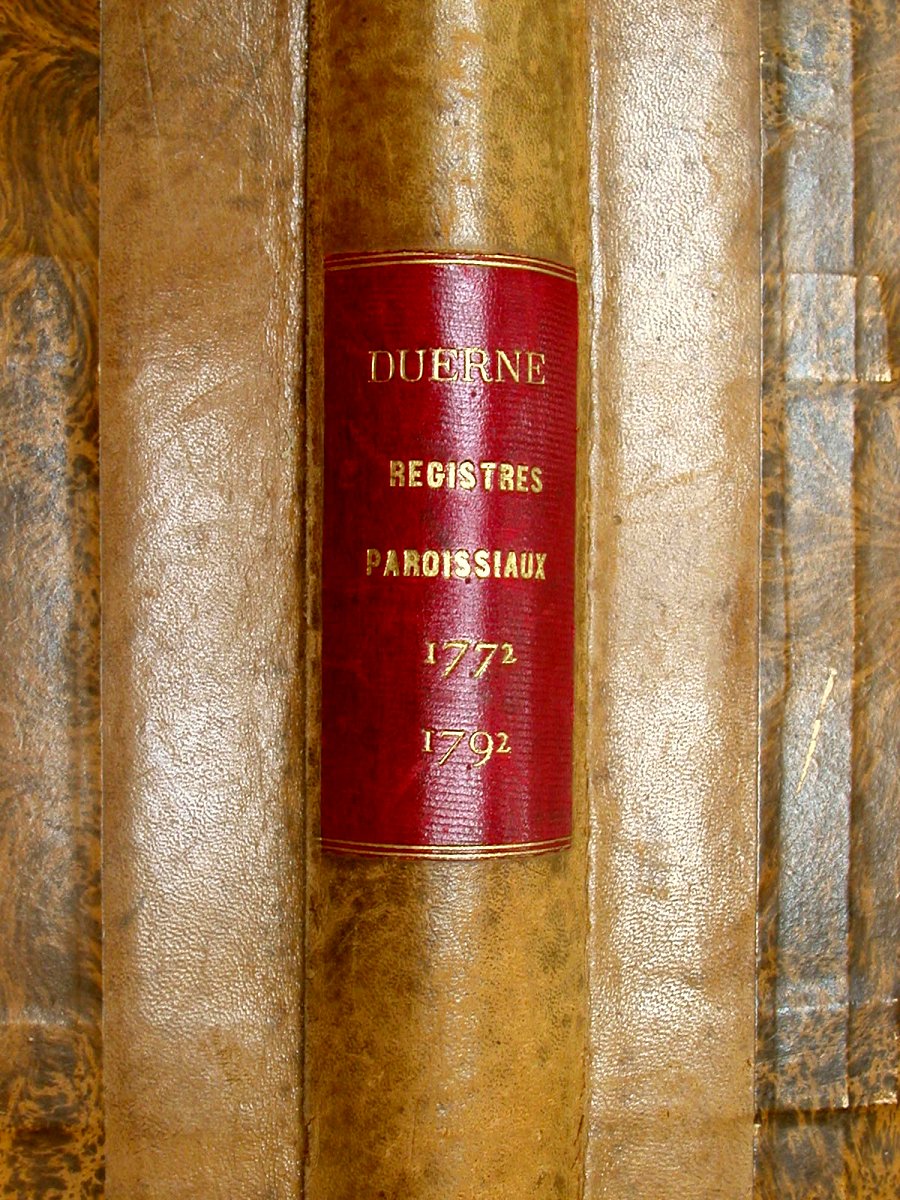 DUERNE
REGISTRES
PAROISSIAUX
1772
1792